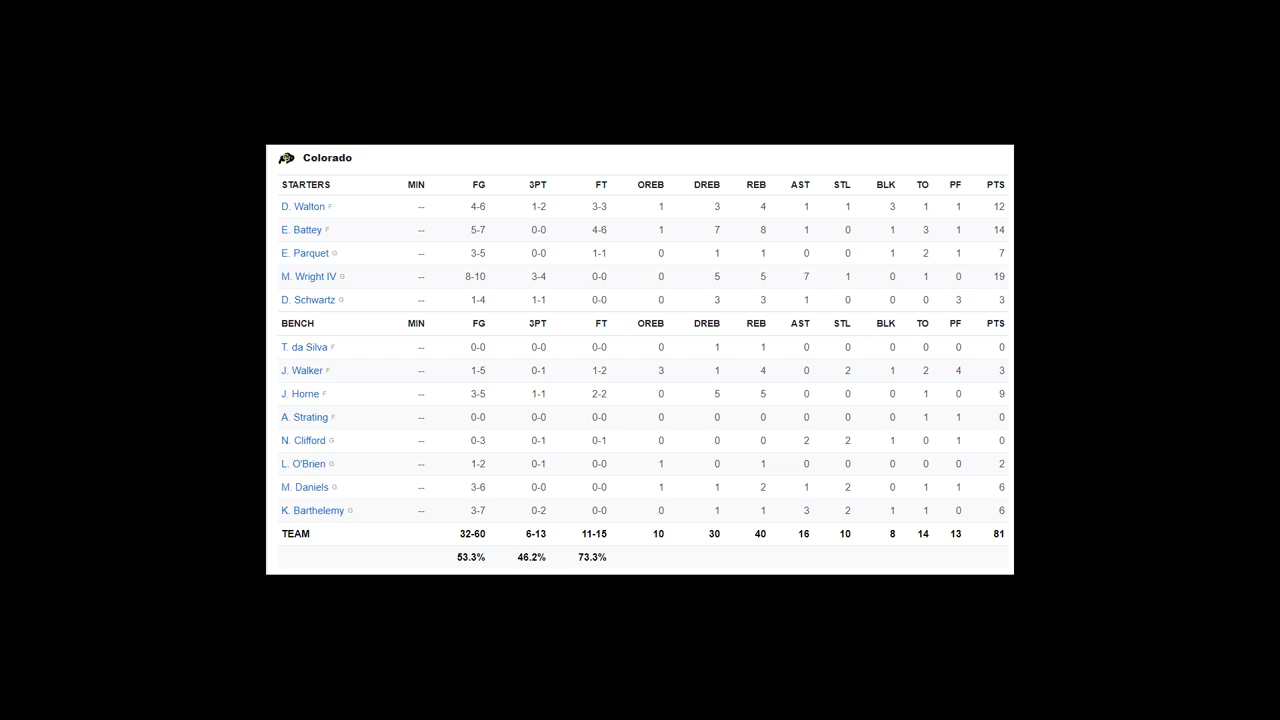 Colorado
STARTERS MIN FG 3PT FT OREB DREB REB AST STL BLK TO PF PTS
D. Walton F -- 4-6 1-2 3-3 1 3 4 1 1 3 1 1 12
E. Battey F -- 5-7 0-0 4-6 1 7 8 1 0 1 3 1 14
E. Parquet G -- 3-5 0-0 1-1 0 1 1 0 0 1 2 1 7
M. Wright IV G -- 8-10 3-4 0-0 0 5 5 7 1 0 1 0 19
D. Schwartz G -- 1-4 1-1 0-0 0 3 3 1 0 0 0 3 3
BENCH MIN FG 3PT FT OREB DREB REB AST STL BLK TO PF PTS
T. da Silva F -- 0-0 0-0 0-0 0 1 1 0 0 0 0 0 0
J. Walker F -- 1-5 0-1 1-2 3 1 4 0 2 1 2 4 3
J. Horne F -- 3-5 1-1 2-2 0 5 5 0 0 0 1 0 9
A. Strating F -- 0-0 0-0 0-0 0 0 0 0 0 0 1 1 0
N. Clifford G -- 0-3 0-1 0-1 0 0 0 2 2 1 0 1 0
L. O'Brien G -- 1-2 0-1 0-0 1 0 1 0 0 0 0 0 2
M. Daniels G -- 3-6 0-0 0-0 1 1 2 1 2 0 1 1 6
K. Barthelemy G -- 3-7 0-2 0-0 0 1 1 3 2 1 1 0 6
TEAM 32-60 6-13 11-15 10 30 40 16 10 8 14 13 81
53.3% 46.2% 73.3%